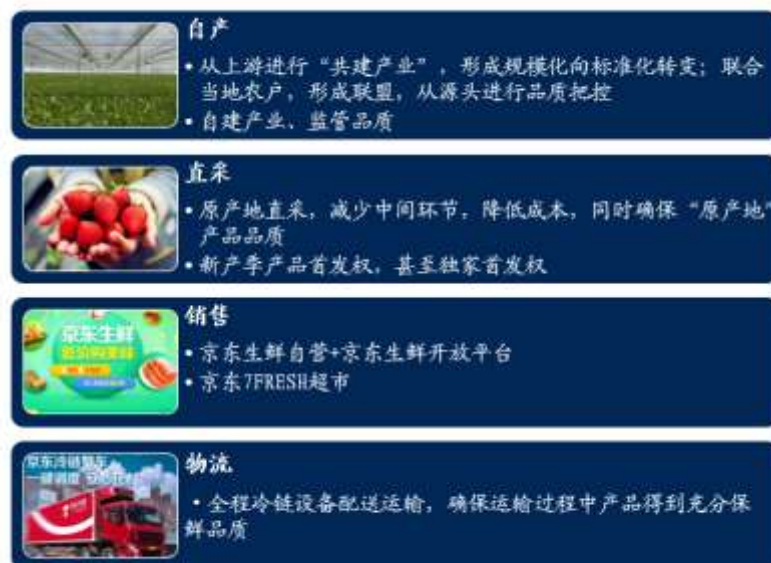 自产
• 从上游进行“共建产业”，形成规模化向标准化转变；联合
当地农户，形成联盟，从源头进行品质把控
• 自建产业、监管品质
直采
• 原产地直采，减少中间环节，降低成本，同时确保“原产地”
产品品质
• 新产季产品首发权，甚至独家首发权
京东生鲜
销售
• 京东生鲜自营+京东生鲜开放平台
• 京东7FRESH超市
京东冷链整车
物流
• 全程冷链设备配送运输，确保运输过程中产品得到充分保
鲜品质